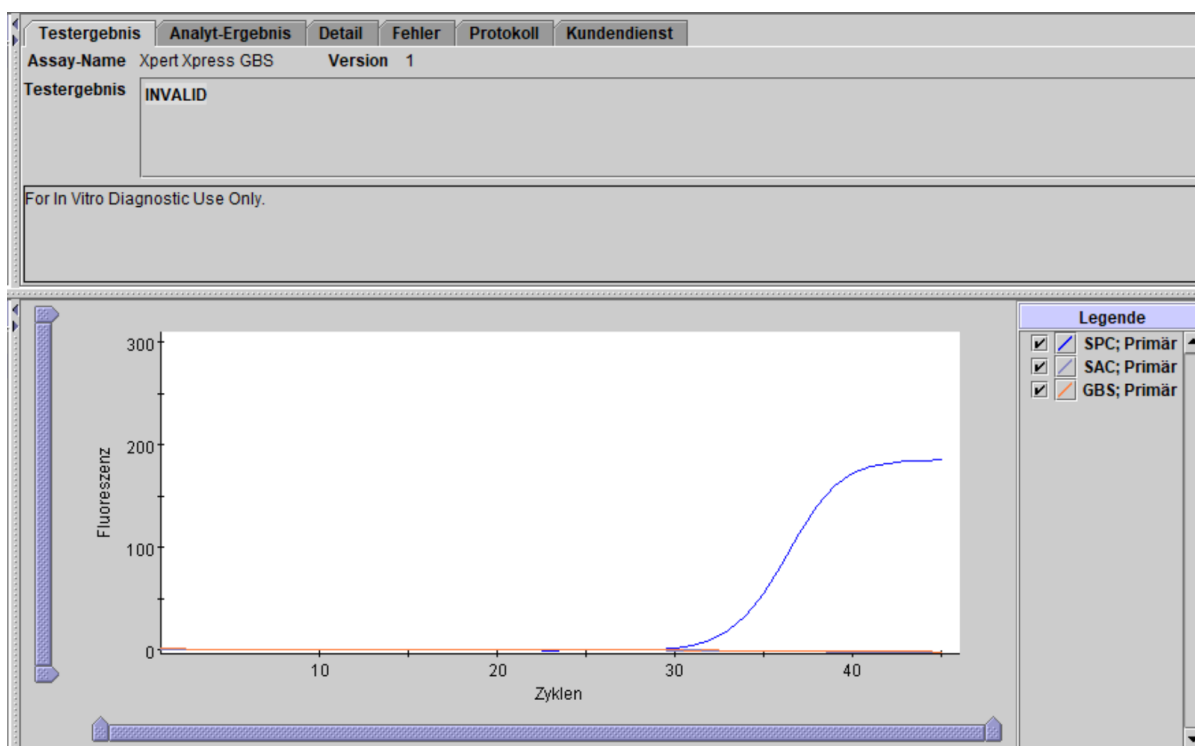 Testergebnis Analyt-Ergebnis Detail Fehler Protokoll Kundendienst
Assay-Name Xpert Xpress GBS Version 1
Testergebnis INVALID
For In Vitro Diagnostic Use Only.
Legende
SPC; Primär
SAC; Primär
GBS; Primär
300
200
100
0
Fluoreszenz
10 20 30 40
Zyklen